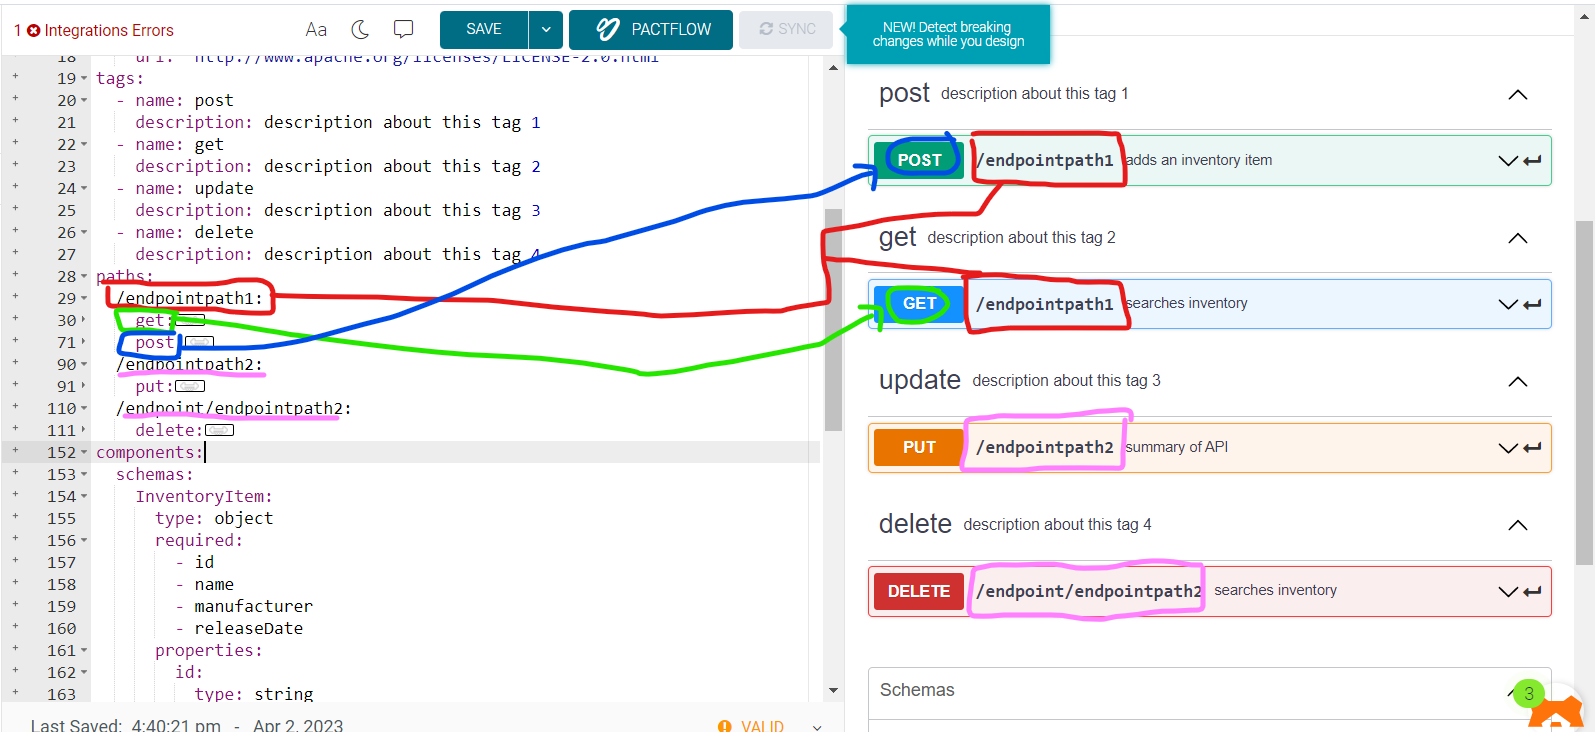 1 Integrations Errors
Aa
SAVE
PACTFLOW
SYNC
NEW! Detect breaking
changes while you design
18 url: http://www.apache.org/licenses/LICENSE-2.0.html
19 tags:
20 - name: post
21 description: description about this tag 1
22 - name: get
23 description: description about this tag 2
24 - name: update
25 description: description about this tag 3
26 - name: delete
27 description: description about this tag 4
28 paths:
29 /endpointpath1:
30 get:
71 post
90 /endpointpath2:
91 put:
110 /endpoint/endpointpath2:
111 delete:
152 components:
153 schemas:
154 InventoryItem:
155 type: object
156 required:
157 - id
158 - name
159 - manufacturer
160 - releaseDate
161 properties:
162 id:
163 type: string
Last Saved: 4:40:21 pm - Apr 2, 2023
VALID
post description about this tag 1
POST /endpointpath1 adds an inventory item
get description about this tag 2
GET /endpointpath1 searches inventory
update description about this tag 3
PUT /endpointpath2 summary of API
delete description about this tag 4
DELETE /endpoint/endpointpath2 searches inventory
Schemas
3